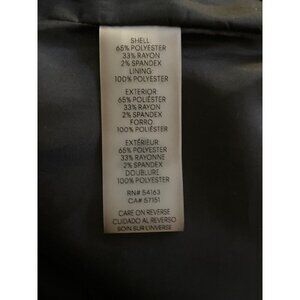 SHELL
65% POLYESTER
33% RAYON
2% SPANDEX
LINING:
100% POLYESTER
EXTERIOR
65% POLIÉSTER
33% RAYON
2% SPANDEX
FORRO:
100% POLIÉSTER
EXTÉRIEUR
65% POLYESTER
33% RAYONNE
2% SPANDEX
DOUBLURE
100% POLYESTER
RN# 54163
CA# 57151
CARE ON REVERSE
CUIDADO AL REVERSO
SOIN SUR L'INVERSE